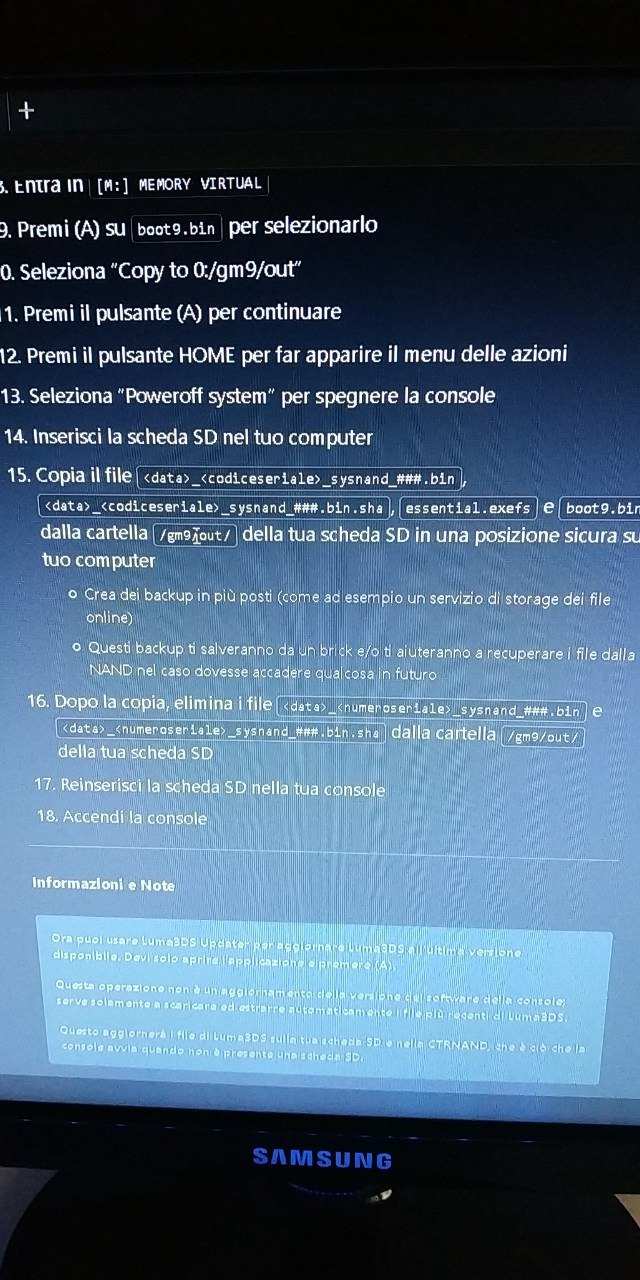 +
8. Entra in [M:] MEMORY VIRTUAL
9. Premi (A) su boot9.bin per selezionarlo
0. Seleziona "Copy to 0:/gm9/out"
11. Premi il pulsante (A) per continuare
12. Premi il pulsante HOME per far apparire il menu delle azioni
13. Seleziona "Poweroff system" per spegnere la console
14. Inserisci la scheda SD nel tuo computer
15. Copia il file <data>_<codiceseriale>_sysnand_###.bin,
<data>_<codiceseriale>_sysnand_###.bin.sha, essential.exefs e boot9.bin
dalla cartella /gm9/out/ della tua scheda SD in una posizione sicura su
tuo computer
Crea dei backup in più posti (come ad esempio un servizio di storage dei file
online)
Questi backup ti salveranno da un brick e/o ti aiuteranno a recuperare i file dalla
NAND nel caso dovesse accadere qualcosa in futuro
16. Dopo la copia, elimina i file <data>_<numeroseriale>_sysnand_###.bin e
<data>_<numeroseriale>_sysnand_###.bin.sha dalla cartella /gm9/out/
della tua scheda SD
17. Reinserisci la scheda SD nella tua console
18. Accendi la console
Informazioni e Note
Ora puoi usare Luma3DS Updater per aggiornare Luma3DS all'ultima versione
disponibile. Devi solo aprire l'applicazione e premere (A).
Questa operazione non è un aggiornamento della versione del software della console;
serve solamente a scaricare ed estrarre automaticamente i file più recenti di Luma3DS.
Questo aggiornerà i file di Luma3DS sulla tua scheda SD e nella CTRNAND, che è ciò che la
console avvia quando non è presente una scheda SD.
SAMSUNG